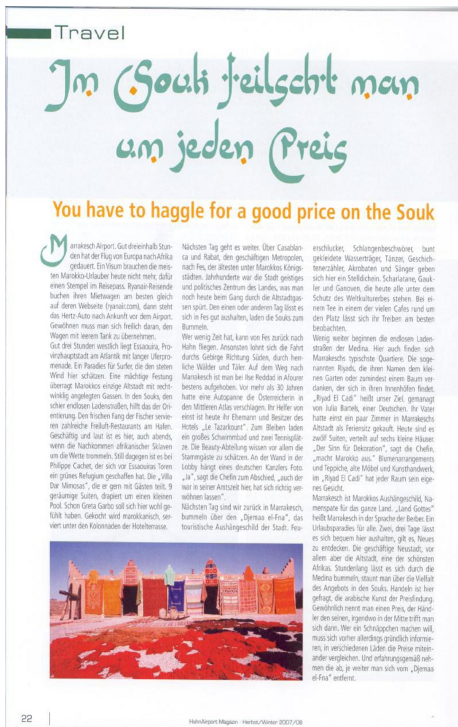 Travel
Im Souk feilscht man
um jeden Preis
You have to haggle for a good price on the Souk
Marrakesch Airport. Gut dreieinhalb Stun-
den hat der Flug von Europa nach Afrika
gedauert. Ein Visum brauchen die meis-
ten Marokko-Urlauber heute nicht mehr, dafür
einen Stempel im Reisepass. Ryanair-Reisende
buchen ihren Mietwagen am besten gleich
auf deren Webseite (ryanair.com), dann steht
das Hertz-Auto nach Ankunft vor dem Airport.
Gewöhnen muss man sich freilich daran, den
Wagen mit leerem Tank zu übernehmen.
Gut drei Stunden westlich liegt Essaouira, Pro-
vinzhauptstadt am Atlantik mit langer Uferpro-
menade. Ein Paradies für Surfer, die den steten
Wind hier schätzen. Eine mächtige Festung
überragt Marokkos einzige Altstadt mit recht-
winklig angelegten Gassen. In den Souks, den
schier endlosen Ladenstraßen, hilft das der Ori-
entierung. Den frischen Fang der Fischer servie-
ren zahlreiche Freiluft-Restaurants am Hafen.
Geschäftig und laut ist es hier, auch abends,
wenn die Nachkommen afrikanischer Sklaven
um die Wette trommeln. Still dagegen ist es bei
Philippe Cacher, der sich vor Essaouiras Toren
ein grünes Refugium geschaffen hat. Die „Villa
Dar Mimosas“, die er gern mit Gästen teilt, 9
geräumige Suiten, drapiert um einen kleinen
Pool. Schon Greta Garbo soll sich hier wohl ge-
fühlt haben. Gekocht wird marokkanisch, ser-
viert unter den Kolonnaden der Hotelterrasse.
Nächsten Tag geht es weiter. Über Casablan-
ca und Rabat, den geschäftigen Metropolen,
nach Fes, der ältesten unter Marokkos Königs-
städten. Jahrhunderte war die Stadt geistiges
und politisches Zentrum des Landes, was man
noch heute beim Gang durch die Altstadtgas-
sen spürt. Den einen oder anderen Tag lässt es
sich in Fes gut aushalten, laden die Souks zum
Bummeln.
Wer wenig Zeit hat, kann von Fes zurück nach
Hahn fliegen. Ansonsten lohnt sich die Fahrt
durchs Gebirge Richtung Süden, durch herr-
liche Wälder und Täler. Auf dem Weg nach
Marrakesch ist man bei Ise Reddad in Afourer
bestens aufgehoben. Vor mehr als 30 Jahren
hatte eine Autopanne die Österreicherin in
den Mittleren Atlas verschlagen. Ihr Helfer von
einst ist heute ihr Ehemann und Besitzer des
Hotels „Le Tazarkount“. Zum Bleiben laden
ein großes Schwimmbad und zwei Tennisplät-
ze. Die Beauty-Abteilung wissen vor allem die
Stammgäste zu schätzen. An der Wand in der
Lobby hängt eines deutschen Kanzlers Foto.
„Ja“, sagt die Chefin zum Abschied, „auch der
war in seiner Amtszeit hier, hat sich richtig ver-
wöhnen lassen“.
Nächsten Tag sind wir zurück in Marrakesch,
bummeln über den „Djemaa el-Fna“, das
touristische Aushängeschild der Stadt. Feu-
erschlucker, Schlangenbeschwörer, bunt
gekleidete Wasserträger, Tänzer, Geschich-
tenerzähler, Akrobaten und Sänger geben
sich hier ein Stelldichein. Scharlatane, Gauk-
ler und Ganoven, die heute alle unter dem
Schutz des Weltkulturerbes stehen. Bei ei-
nem Tee in einem der vielen Cafes rund um
den Platz lässt sich ihr Treiben am besten
beobachten.
Wenig weiter beginnen die endlosen Laden-
straßen der Medina. Hier auch finden sich
Marrakeschs typischste Quartiere. Die soge-
nannten Riyads, die ihren Namen dem klei-
nen Garten oder zumindest einem Baum ver-
danken, der sich in ihren Innenhöfen findet.
„Riyad El Cadi“ heißt unser Ziel, gemanagt
von Julia Bartels, einer Deutschen. Ihr Vater
hatte einst ein paar Zimmer in Marrakeschs
Altstadt als Feriensitz gekauft. Heute sind es
zwölf Suiten, verteilt auf sechs kleine Häuser.
„Der Sinn für Dekoration“, sagt die Chefin,
„macht Marokko aus.“ Blumenarrangements
und Teppiche, alte Möbel und Kunsthandwerk,
im „Riyad El Cadi“ hat jeder Raum sein eige-
nes Gesicht.
Marrakesch ist Marokkos Aushängeschild, Na-
menspate für das ganze Land. „Land Gottes“
heißt Marrakesch in der Sprache der Berber. Ein
Urlaubsparadies für alle. Zwei, drei Tage lässt
es sich bequem hier aushalten, gilt es, Neues
zu entdecken. Die geschäftige Neustadt, vor
allem aber die Altstadt, eine der schönsten
Afrikas. Stundenlang lässt es sich durch die
Medina bummeln, staunt man über die Vielfalt
des Angebots in den Souks. Handeln ist hier
gefragt, die arabische Kunst der Preisfindung.
Gewöhnlich nennt man einen Preis, der Händ-
ler den seinen, irgendwo in der Mitte trifft man
sich dann. Wer ein Schnäppchen machen will,
muss sich vorher allerdings gründlich informie-
ren, in verschiedenen Läden die Preise mitein-
ander vergleichen. Und erfahrungsgemäß neh-
men die ab, je weiter man sich vom „Djemaa
el-Fna“ entfernt.
22
HahnAirport Magazin - Herbst/Winter 2007/08